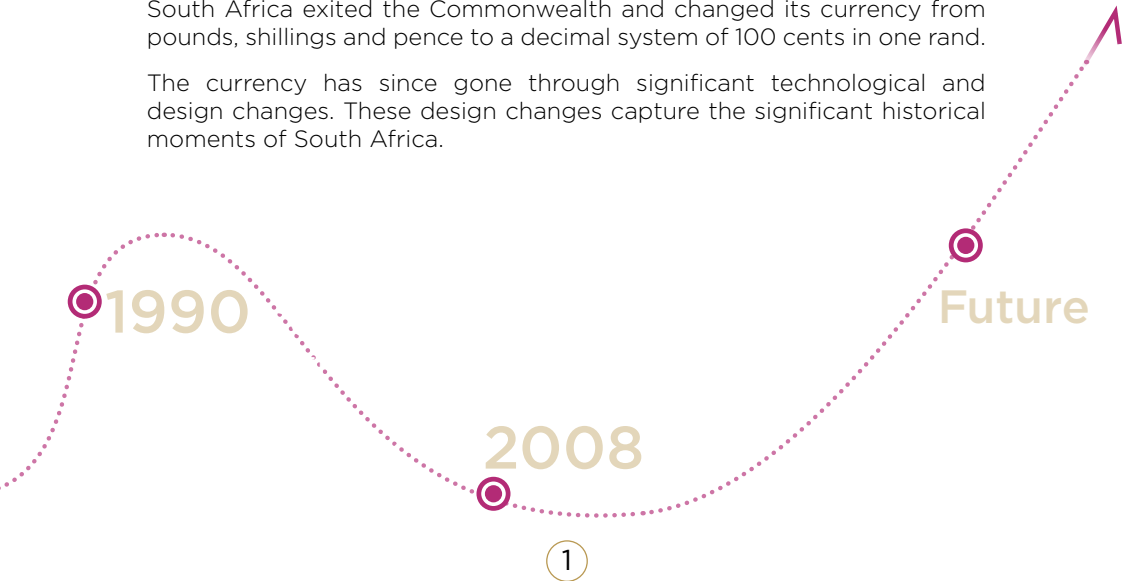 South Africa exited the Commonwealth and changed its currency from
pounds, shillings and pence to a decimal system of 100 cents in one rand.
The currency has since gone through significant technological and
design changes. These design changes capture the significant historical
moments of South Africa.
1990
Future
2008
1